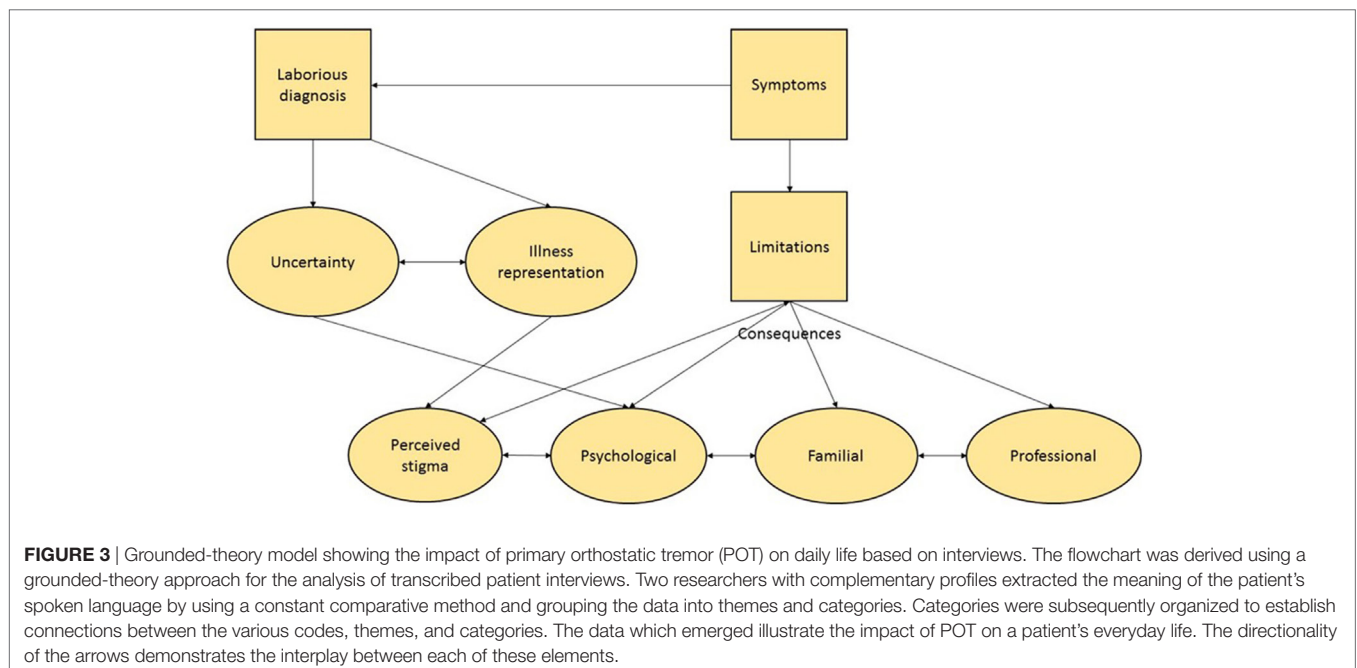 Laborious
diagnosis
Symptoms
Uncertainty
Illness
representation
Limitations
Consequences
Perceived
stigma
Psychological
Familial
Professional
FIGURE 3 | Grounded-theory model showing the impact of primary orthostatic tremor (POT) on daily life based on interviews. The flowchart was derived using a
grounded-theory approach for the analysis of transcribed patient interviews. Two researchers with complementary profiles extracted the meaning of the patient's
spoken language by using a constant comparative method and grouping the data into themes and categories. Categories were subsequently organized to establish
connections between the various codes, themes, and categories. The data which emerged illustrate the impact of POT on a patient's everyday life. The directionality
of the arrows demonstrates the interplay between each of these elements.